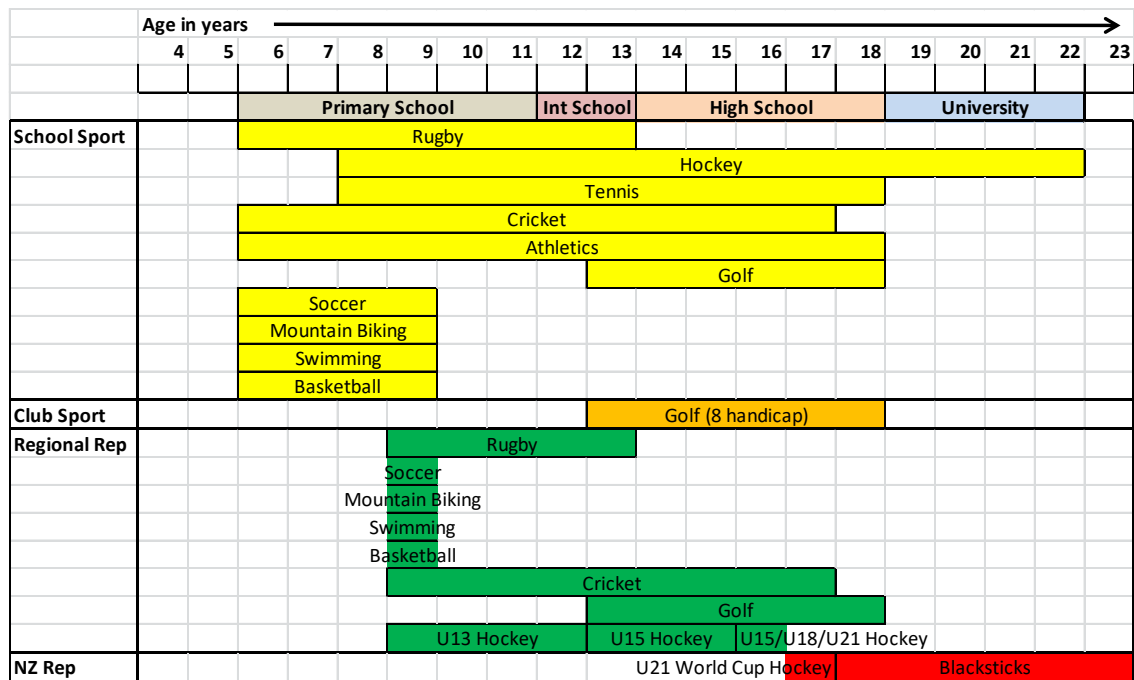 Age in years
4 5 6 7 8 9 10 11 12 13 14 15 16 17 18 19 20 21 22 23
Primary School Int School High School University
School Sport Rugby
Hockey
Tennis
Cricket
Athletics
Golf
Soccer
Mountain Biking
Swimming
Basketball
Club Sport Golf (8 handicap)
Regional Rep Rugby
Soccer
Mountain Biking
Swimming
Basketball
Cricket
Golf
U13 Hockey U15 Hockey U15/U18/U21 Hockey
NZ Rep U21 World Cup Hockey Blacksticks